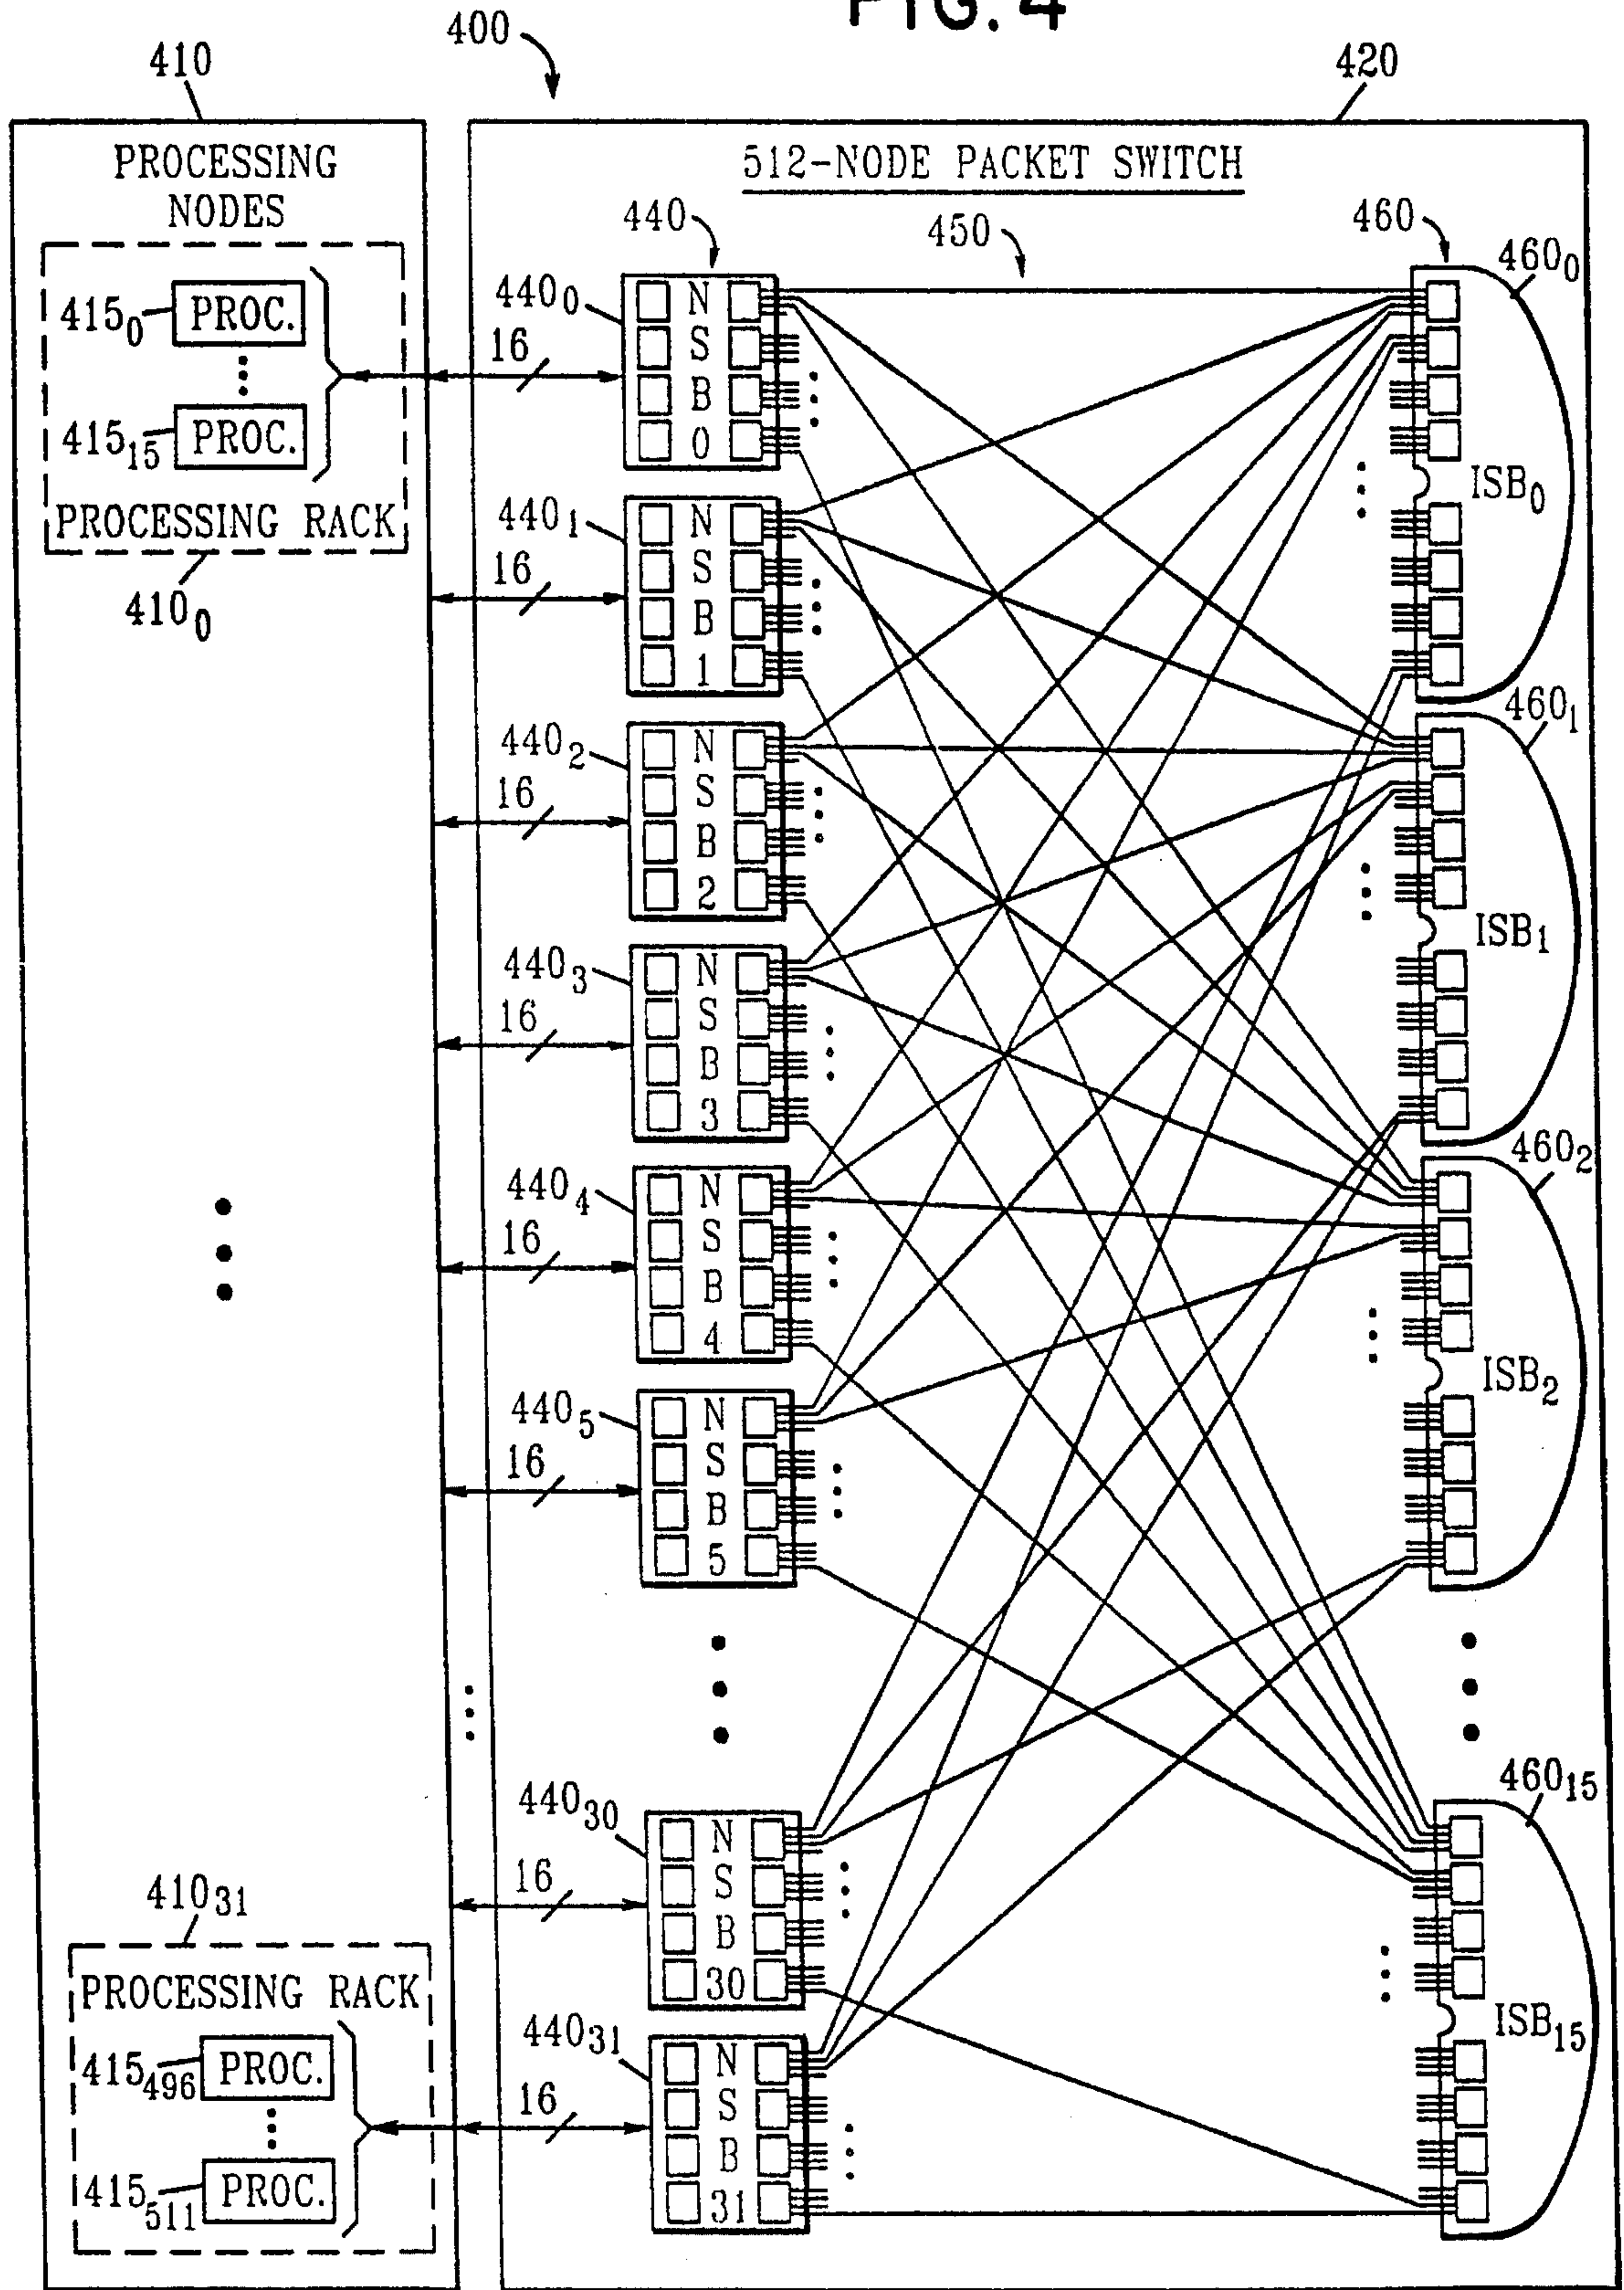 FIG. 4
400
410
420
PROCESSING
NODES
512-NODE PACKET SWITCH
440
450
460
460₀
415₀
PROC.
415₁₅
PROC.
PROCESSING RACK
410₀
440₀
16
N
S
B
0
ISB₀
440₁
16
N
S
B
1
460₁
440₂
16
N
S
B
2
ISB₁
440₃
16
N
S
B
3
460₂
440₄
16
N
S
B
4
ISB₂
440₅
16
N
S
B
5
460₁₅
440₃₀
16
N
S
B
30
ISB₁₅
410₃₁
PROCESSING RACK
415₄₉₆
PROC.
415₅₁₁
PROC.
440₃₁
16
N
S
B
31